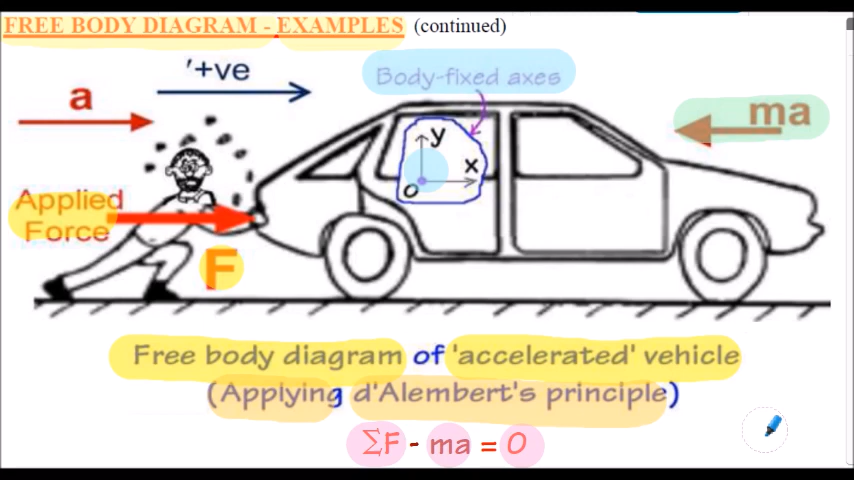 FREE BODY DIAGRAM - EXAMPLES (continued)
'+ve
a
Body-fixed axes
ma
y
x
o
Applied
Force
F
Free body diagram of 'accelerated' vehicle
(Applying d'Alembert's principle)
ΣF - ma = 0